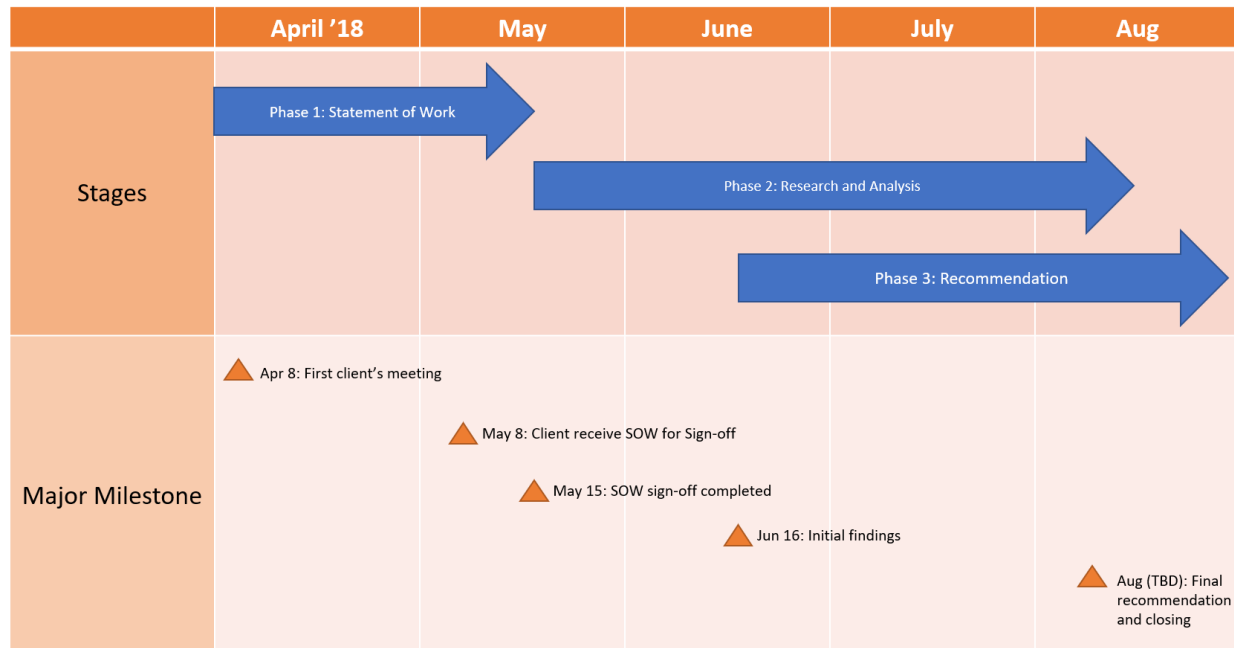 April ’18 May June July Aug
Stages
Phase 1: Statement of Work
Phase 2: Research and Analysis
Phase 3: Recommendation
Major Milestone
Apr 8: First client’s meeting
May 8: Client receive SOW for Sign-off
May 15: SOW sign-off completed
Jun 16: Initial findings
Aug (TBD): Final
recommendation
and closing